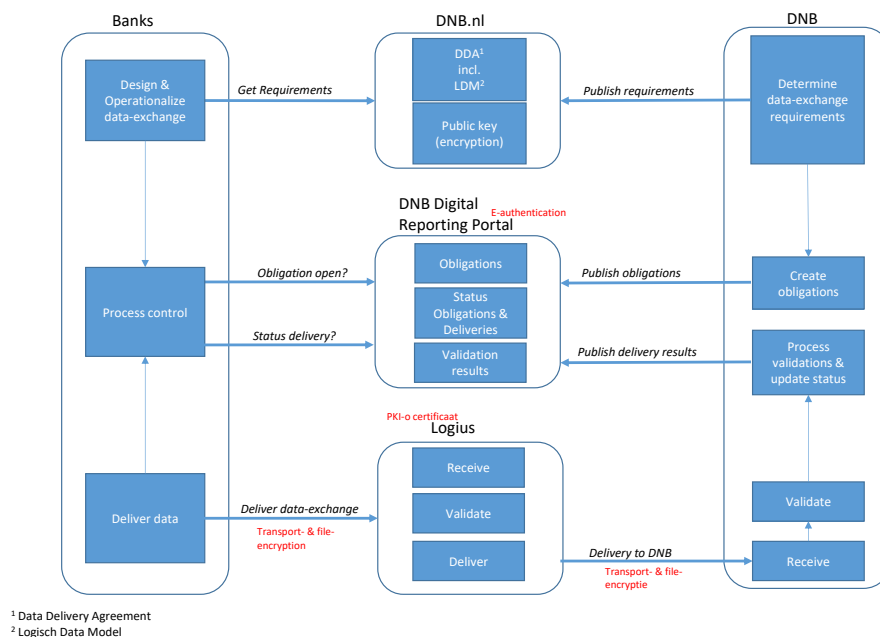 Banks
DNB.nl
DNB
Design &
Operationalize
data-exchange
Get Requirements
DDA¹
incl.
LDM²
Public key
(encryption)
Publish requirements
Determine
data-exchange
requirements
DNB Digital
Reporting Portal
E-authentication
Process control
Obligation open?
Status delivery?
Obligations
Status
Obligations &
Deliveries
Validation
results
Publish obligations
Publish delivery results
Create
obligations
Process
validations &
update status
PKI-o certificaat
Logius
Deliver data
Deliver data-exchange
Transport- & file-
encryption
Receive
Validate
Deliver
Delivery to DNB
Transport- & file-
encryptie
Validate
Receive
¹ Data Delivery Agreement
² Logisch Data Model